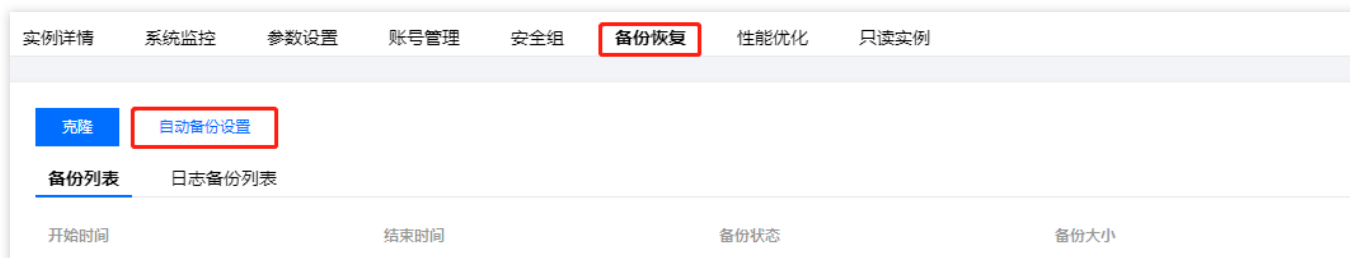 实例详情 系统监控 参数设置 账号管理 安全组 备份恢复 性能优化 只读实例
克隆 自动备份设置
备份列表 日志备份列表
开始时间 结束时间 备份状态 备份大小